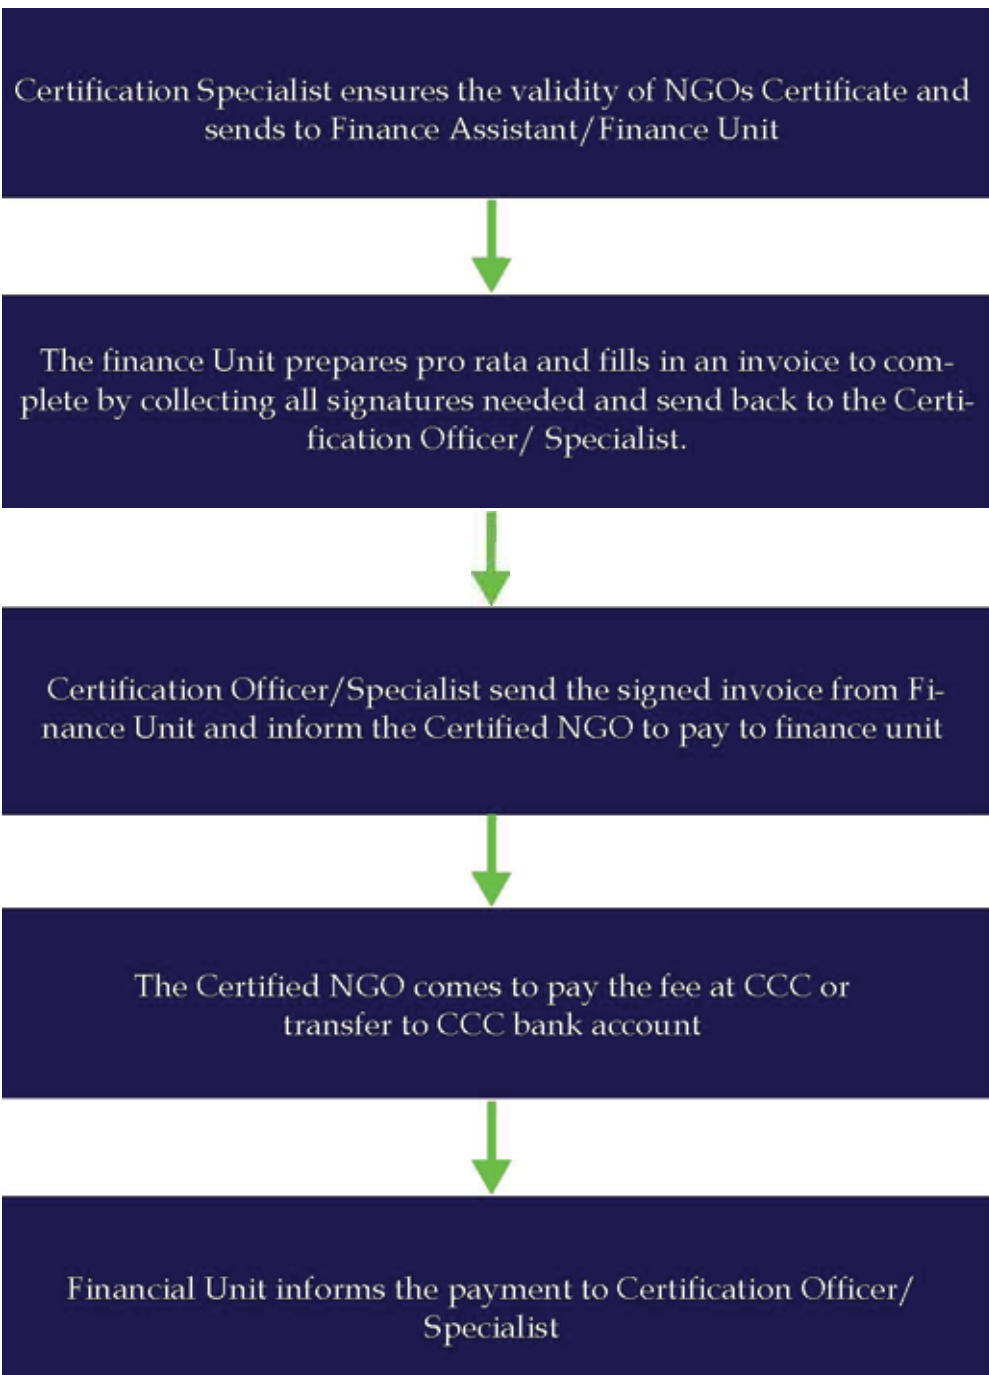 Certification Specialist ensures the validity of NGOs Certificate and
sends to Finance Assistant/Finance Unit
The finance Unit prepares pro rata and fills in an invoice to com-
plete by collecting all signatures needed and send back to the Certi-
fication Officer/ Specialist.
Certification Officer/Specialist send the signed invoice from Fi-
nance Unit and inform the Certified NGO to pay to finance unit
The Certified NGO comes to pay the fee at CCC or
transfer to CCC bank account
Financial Unit informs the payment to Certification Officer/
Specialist